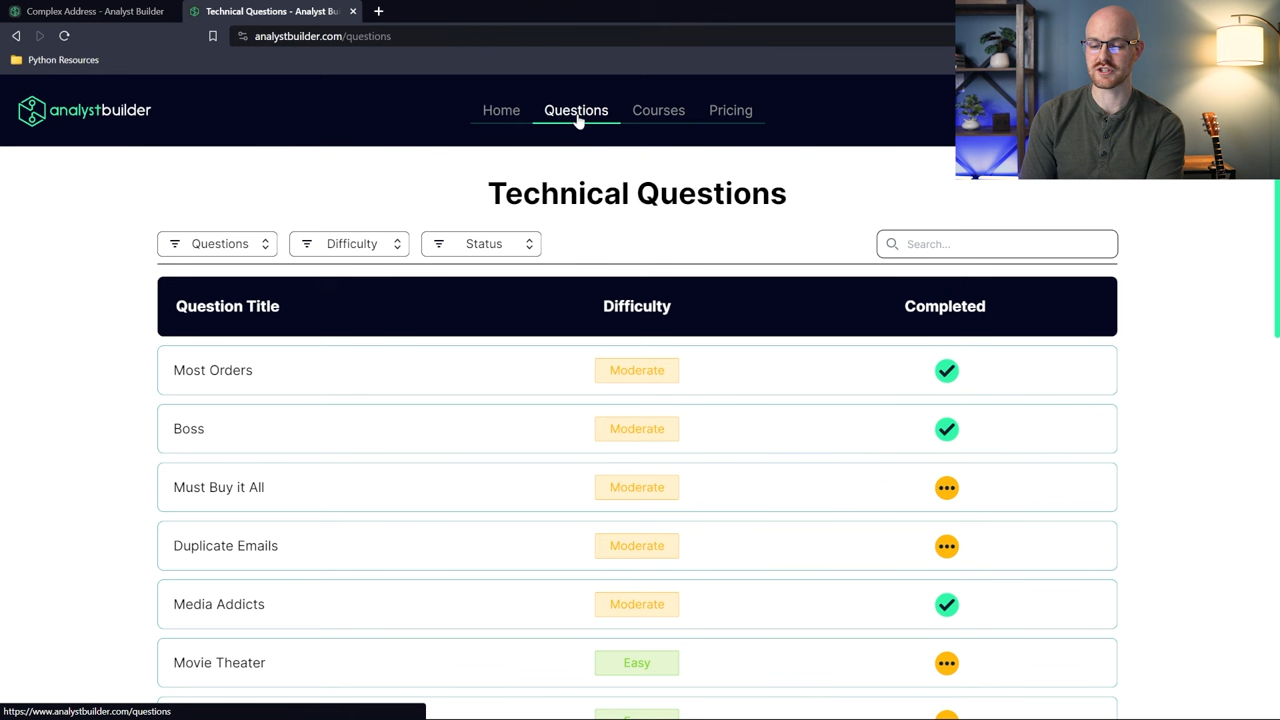 Complex Address - Analyst Builder
Technical Questions - Analyst Bu
analystbuilder.com/questions
Python Resources
analystbuilder
Home
Questions
Courses
Pricing
Technical Questions
Questions
Difficulty
Status
Search...
Question Title
Difficulty
Completed
Most Orders
Moderate
Boss
Moderate
Must Buy it All
Moderate
Duplicate Emails
Moderate
Media Addicts
Moderate
Movie Theater
Easy
https://www.analystbuilder.com/questions